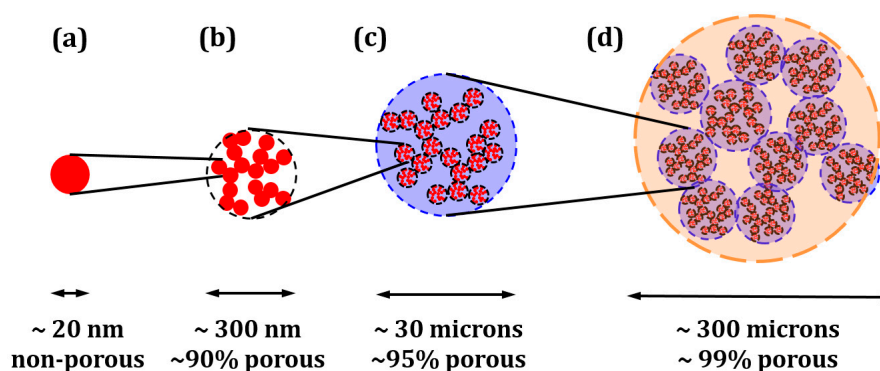 (a)
(b)
(c)
(d)
~ 20 nm
non-porous
~ 300 nm
~90% porous
~ 30 microns
~95% porous
~ 300 microns
~ 99% porous